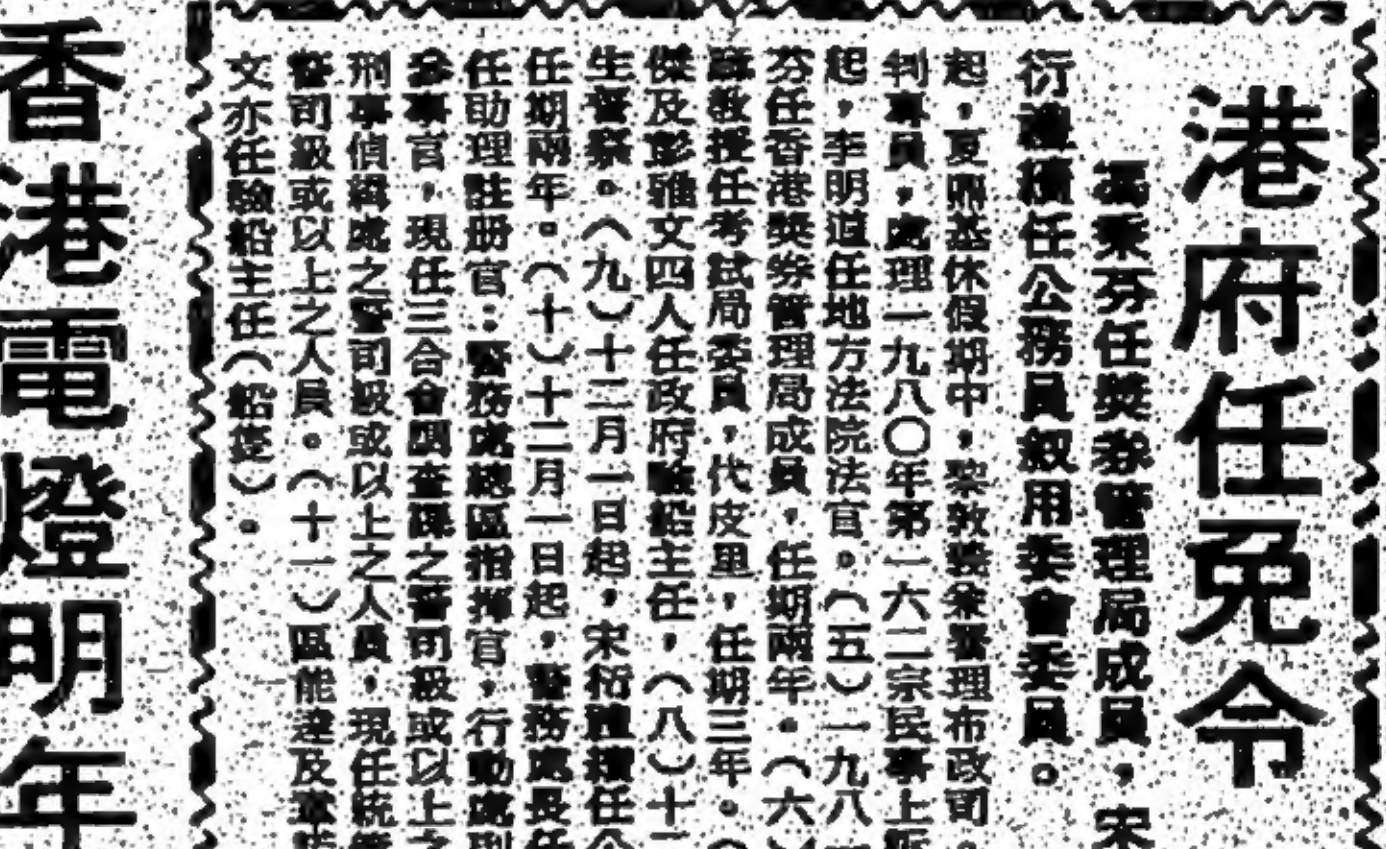 港府任免令
馮秉芬任獎券管理局成員，宋
衍禮續任公務員叙用委會委員。
起，夏鼎基休假期中，黎敦義余署理布政司。
判專員，處理一九八〇年第一六二宗民事上訴
起，李明道任地方法院法官。（五）一九八
芬任香港獎券管理局成員，任期兩年。（六）
蘇教授任考試局委員，代皮里，任期三年。（
傑及彭雅文四人任政府驗船主任，（八）十
生督察。（九）十二月一日起，宋衍禮續任公
任期兩年。（十）十二月一日起，警務處長任
任助理註册官：警務處總區指揮官，行動處刑
參事官，現任三合會調查課之警司級或以上之
刑事偵緝處之警司級或以上之人員，現任統
警司級或以上之人員。（十一）區能達及
文亦任驗船主任（船隻）。
香港電燈明年